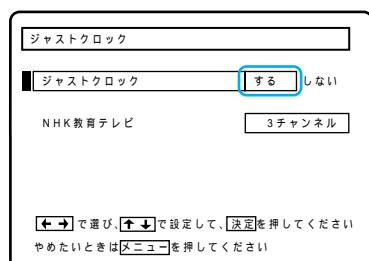 ジャストクロック
ジャストクロック する しない
NHK教育テレビ 3チャンネル
← → で選び、↑ ↓ で設定して、決定を押してください
やめたいときはメニューを押してください